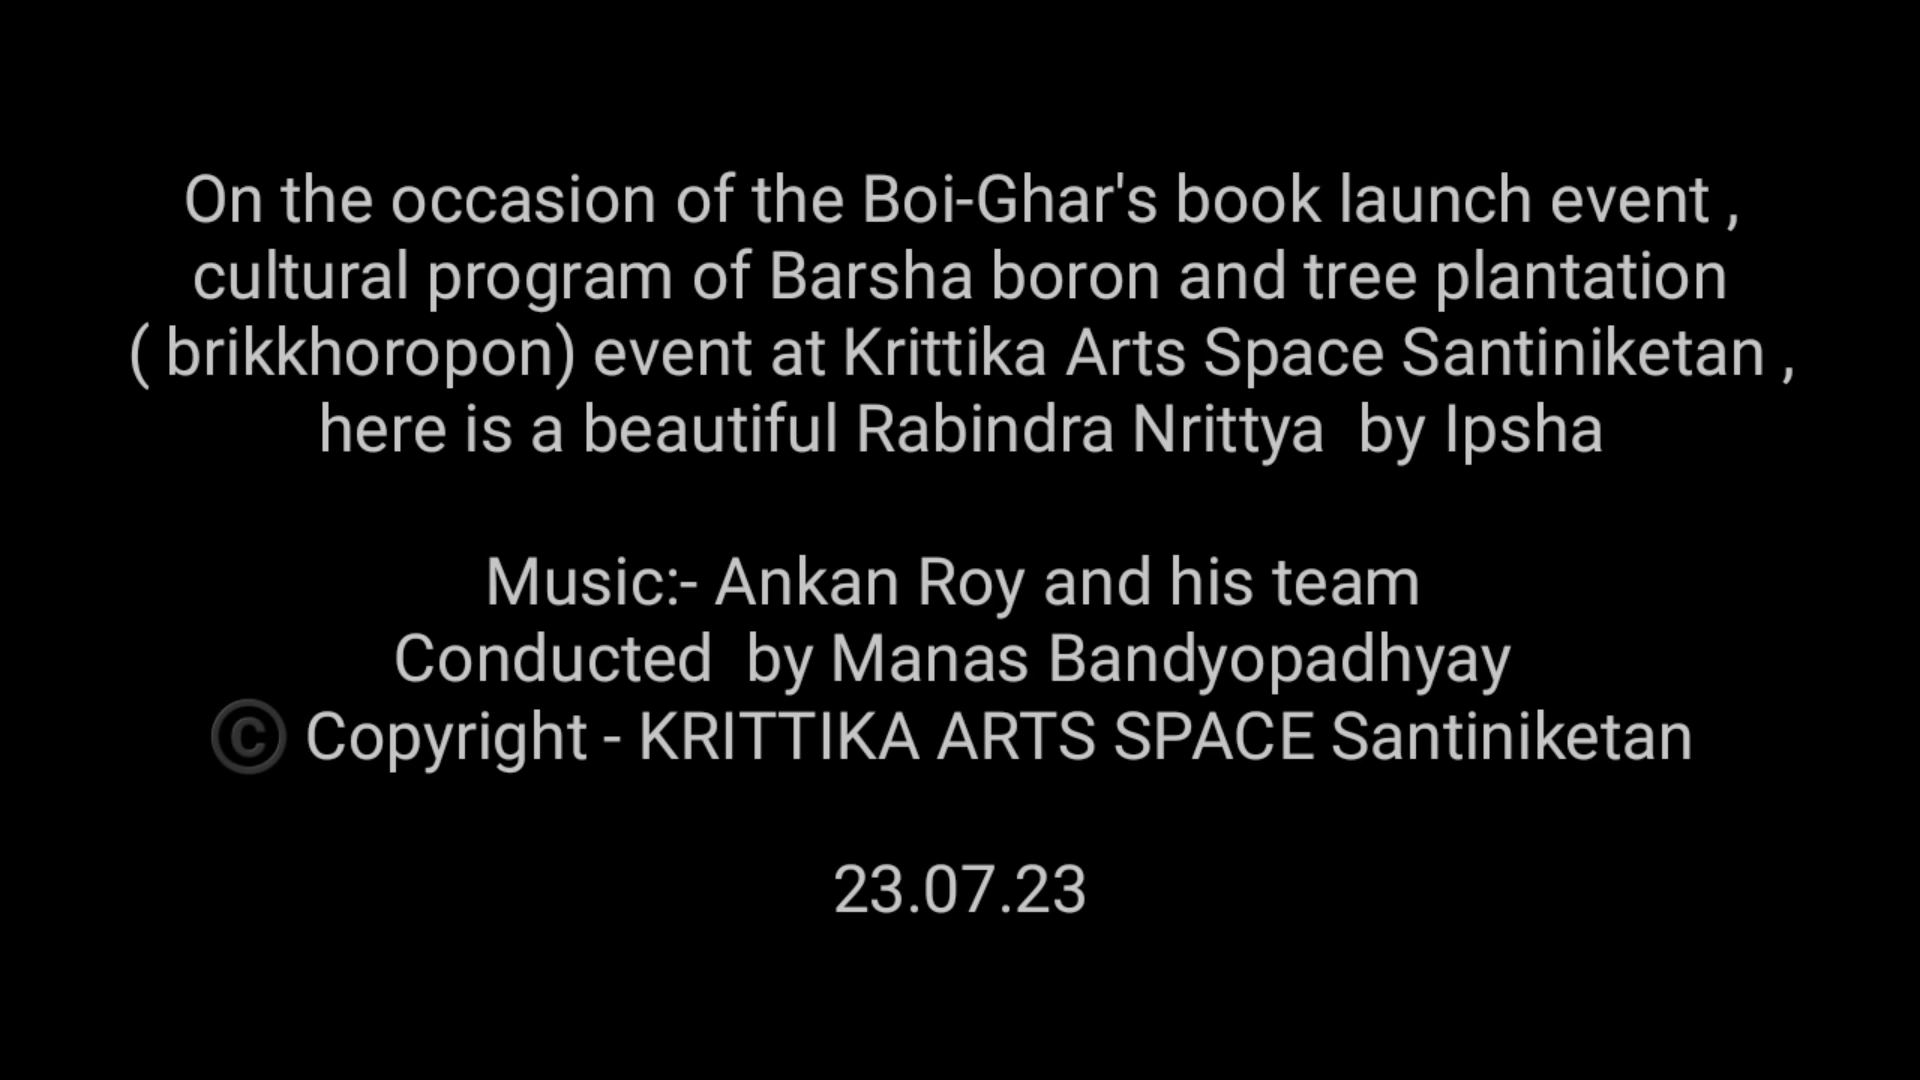 On the occasion of the Boi-Ghar's book launch event ,
cultural program of Barsha boron and tree plantation
( brikkhoropon) event at Krittika Arts Space Santiniketan ,
here is a beautiful Rabindra Nrittya  by Ipsha
Music:- Ankan Roy and his team
Conducted  by Manas Bandyopadhyay
© Copyright - KRITTIKA ARTS SPACE Santiniketan
23.07.23